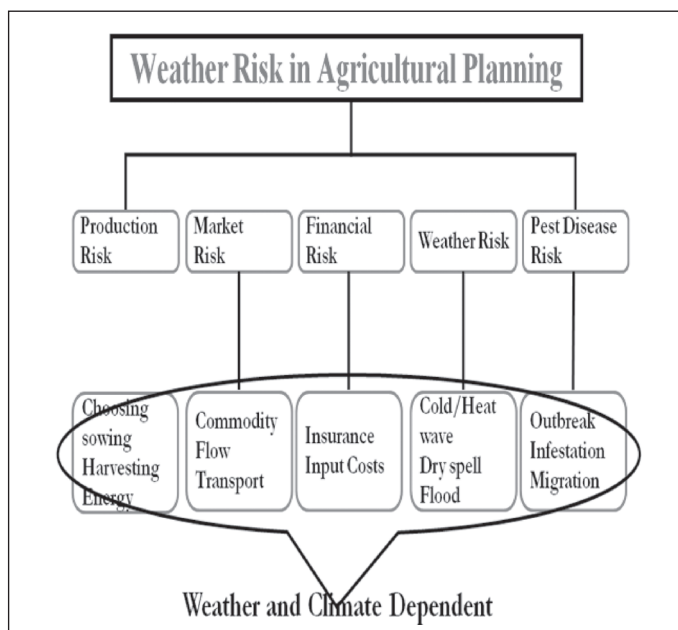 Weather Risk in Agricultural Planning
Production
Risk
Market
Risk
Financial
Risk
Weather Risk
Pest Disease
Risk
Choosing
sowing
Harvesting
Energy
Commodity
Flow
Transport
Insurance
Input Costs
Cold/Heat
wave
Dry spell
Flood
Outbreak
Infestation
Migration
Weather and Climate Dependent